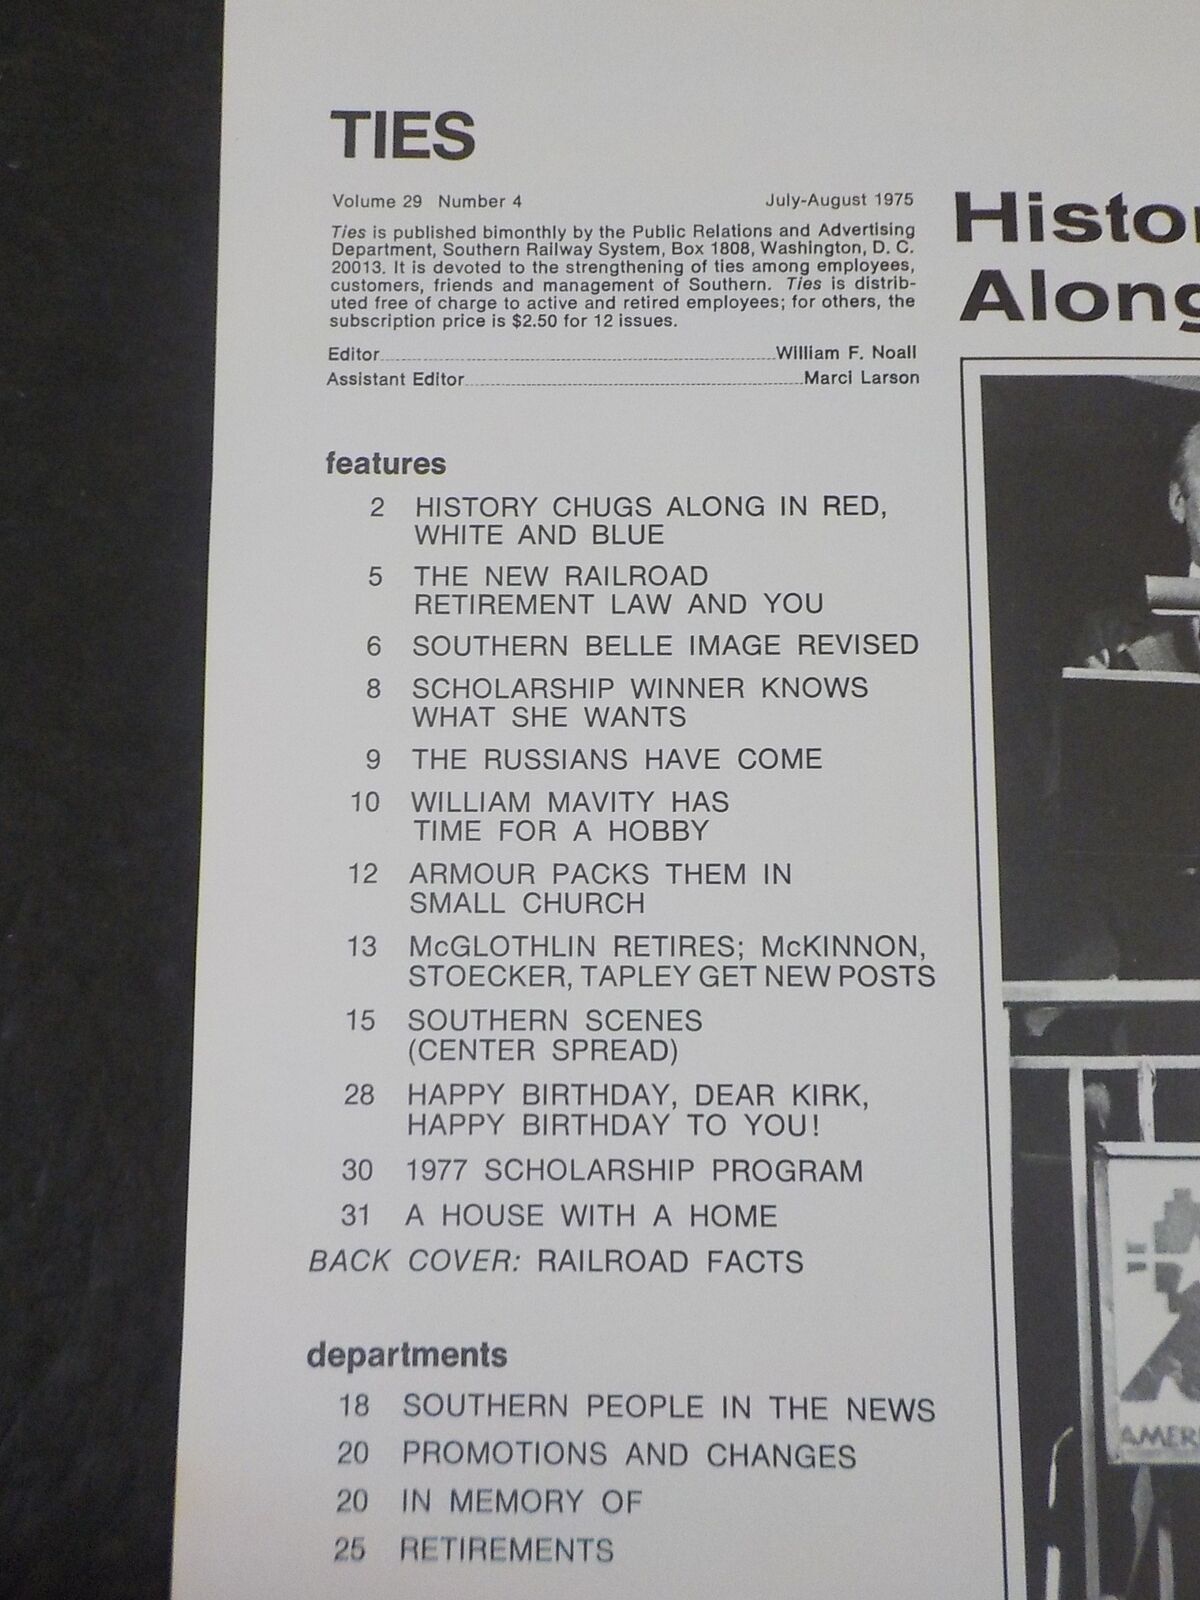 TIES
Volume 29 Number 4 July-August 1975
Ties is published bimonthly by the Public Relations and Advertising
Department, Southern Railway System, Box 1808, Washington, D. C.
20013. It is devoted to the strengthening of ties among employees,
customers, friends and management of Southern. Ties is distrib-
uted free of charge to active and retired employees; for others, the
subscription price is $2.50 for 12 issues.
Editor William F. Noall
Assistant Editor Marci Larson
features
2 HISTORY CHUGS ALONG IN RED,
WHITE AND BLUE
5 THE NEW RAILROAD
RETIREMENT LAW AND YOU
6 SOUTHERN BELLE IMAGE REVISED
8 SCHOLARSHIP WINNER KNOWS
WHAT SHE WANTS
9 THE RUSSIANS HAVE COME
10 WILLIAM MAVITY HAS
TIME FOR A HOBBY
12 ARMOUR PACKS THEM IN
SMALL CHURCH
13 McGLOTHLIN RETIRES; McKINNON,
STOECKER, TAPLEY GET NEW POSTS
15 SOUTHERN SCENES
(CENTER SPREAD)
28 HAPPY BIRTHDAY, DEAR KIRK,
HAPPY BIRTHDAY TO YOU!
30 1977 SCHOLARSHIP PROGRAM
31 A HOUSE WITH A HOME
BACK COVER: RAILROAD FACTS
departments
18 SOUTHERN PEOPLE IN THE NEWS
20 PROMOTIONS AND CHANGES
20 IN MEMORY OF
25 RETIREMENTS
Histo
Along
AMER